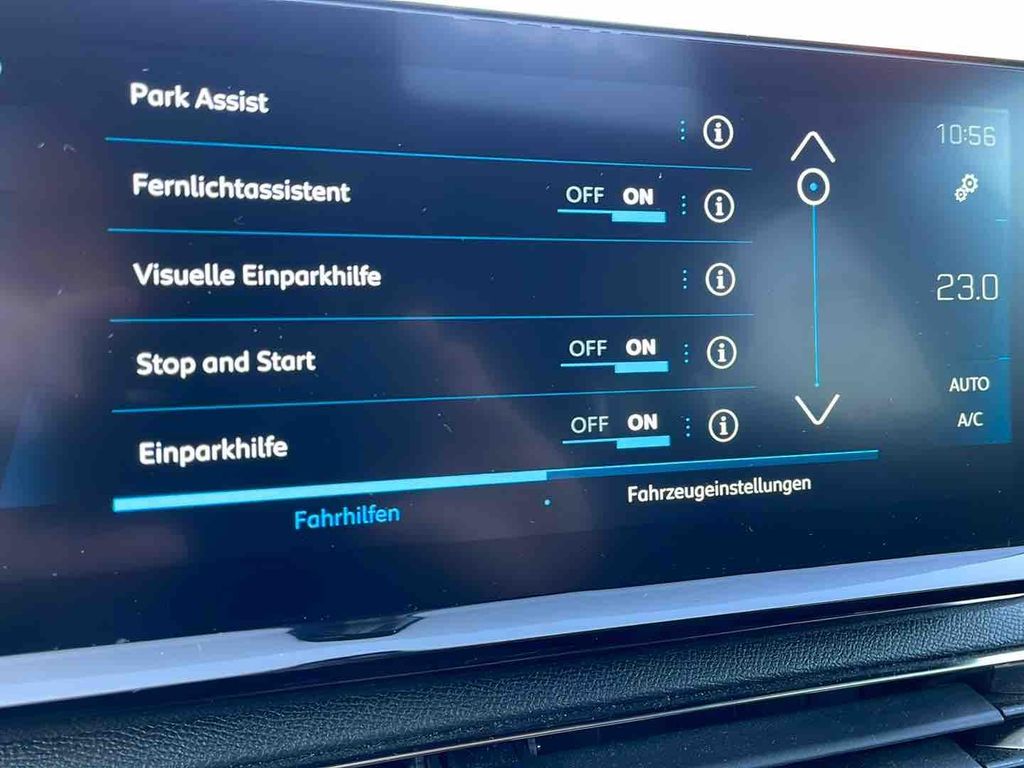 Park Assist
10:56
Fernlichtassistent
OFF ON
Visuelle Einparkhilfe
23.0
Stop and Start
OFF ON
AUTO
A/C
Einparkhilfe
OFF ON
Fahrhilfen
Fahrzeugeinstellungen